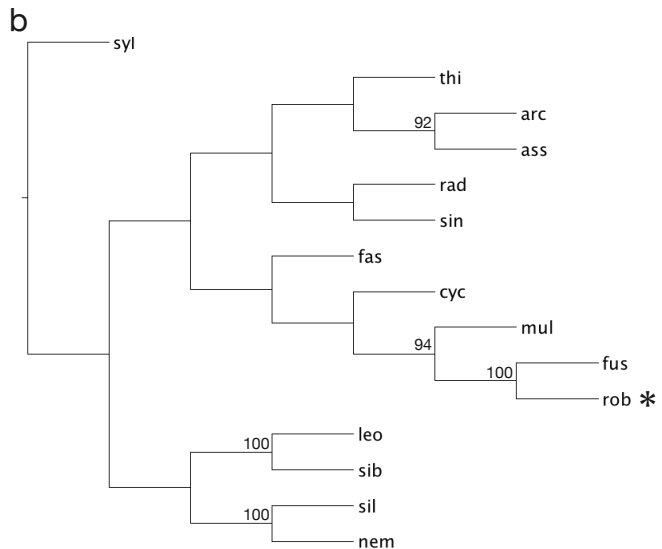 b
syl
thi
92
arc
ass
rad
sin
fas
cyc
mul
94
fus
100
rob *
leo
100
sib
sil
100
nem